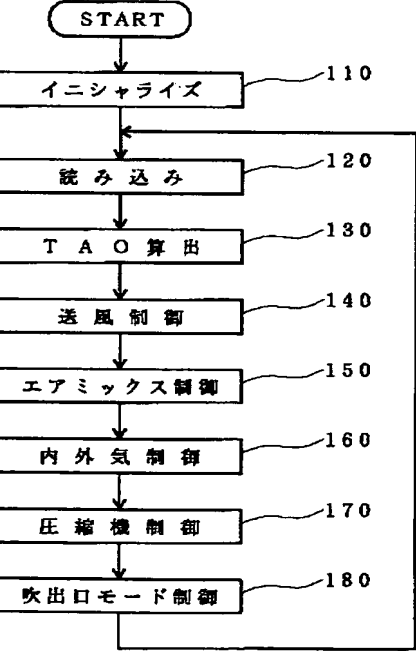 START
イニシャライズ 110
読み込み 120
TAO算出 130
送風制御 140
エアミックス制御 150
内外気制御 160
圧縮機制御 170
吹出口モード制御 180